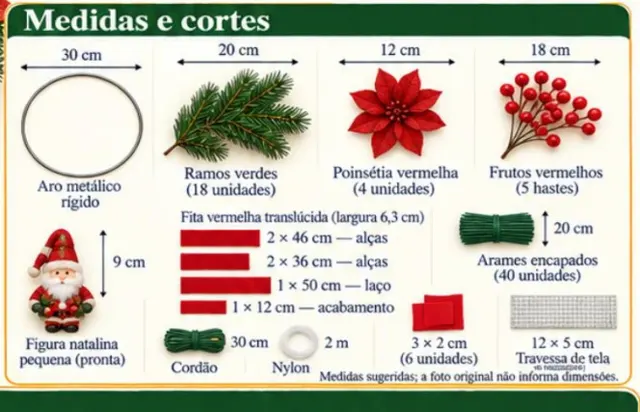 Medidas e cortes
30 cm
20 cm
12 cm
18 cm
Aro metálico
rígido
Ramos verdes
(18 unidades)
Poinsétia vermelha
(4 unidades)
Frutos vermelhos
(5 hastes)
9 cm
Figura natalina
pequena (pronta)
Fita vermelha translúcida (largura 6,3 cm)
2 × 46 cm — alças
2 × 36 cm — alças
1 × 50 cm — laço
1 × 12 cm — acabamento
20 cm
Arames encapados
(40 unidades)
30 cm
Cordão
2 m
Nylon
3 × 2 cm
(6 unidades)
12 × 5 cm
Travessa de tela
Medidas sugeridas; a foto original não informa dimensões.